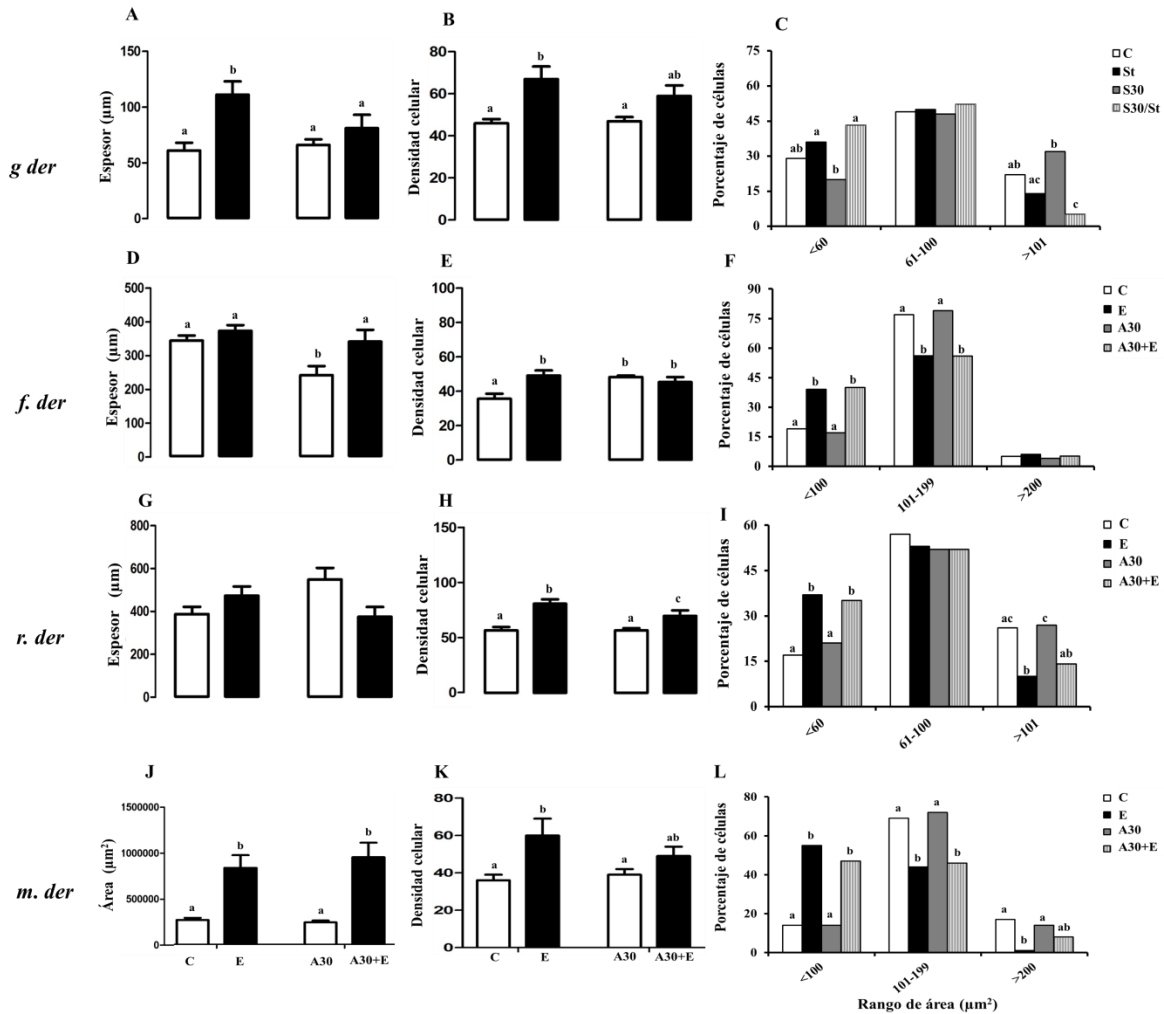 A
B
C
g der
Espesor (µm)
150
100
50
0
a
b
a
a
Densidad celular
80
60
40
20
0
a
b
a
ab
Porcentaje de células
75
60
45
30
15
0
ab
a
b
a
ab
ac
b
c
<60
61-100
>101
C
St
S30
S30/St
D
E
F
f. der
Espesor (µm)
500
400
300
200
100
0
a
a
b
a
Densidad celular
100
80
60
40
20
0
a
b
b
b
Porcentaje de células
90
75
60
45
30
15
0
a
b
a
b
a
b
a
b
<100
101-199
>200
C
E
A30
A30+E
G
H
I
r. der
Espesor (µm)
800
600
400
200
0
Densidad celular
150
100
50
0
a
b
a
c
Porcentaje de células
60
45
30
15
0
a
b
a
b
ac
b
c
ab
<60
61-100
>101
C
E
A30
A30+E
J
K
L
m. der
Área (µm²)
1500000
1000000
500000
0
a
b
a
b
C
E
A30
A30+E
Densidad celular
80
60
40
20
0
a
b
a
ab
C
E
A30
A30+E
Porcentaje de células
80
60
40
20
0
a
b
a
b
a
b
a
b
a
b
a
ab
<100
101-199
>200
C
E
A30
A30+E
Rango de área (µm²)